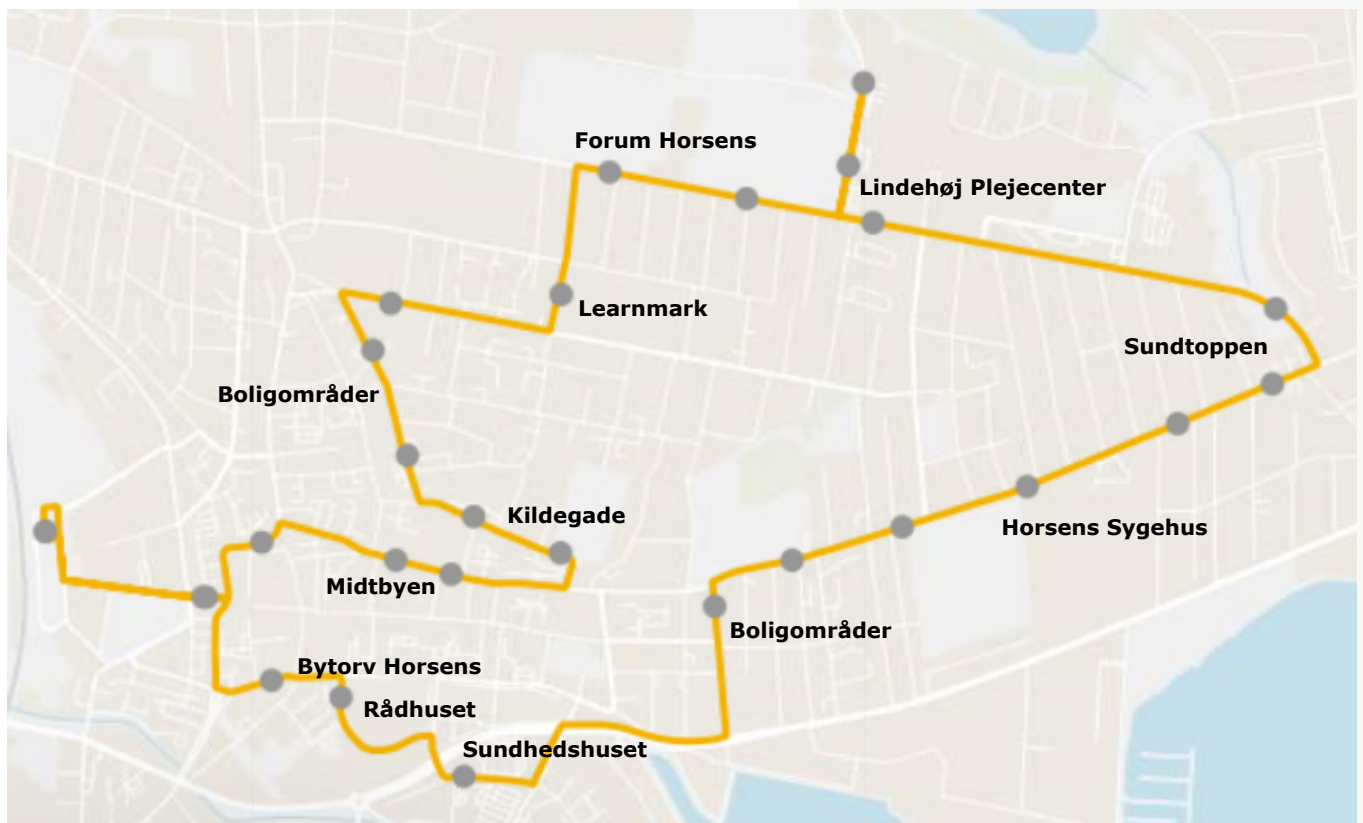 Forum Horsens
Lindehøj Plejecenter
Learnmark
Sundtoppen
Boligområder
Kildegade
Horsens Sygehus
Midtbyen
Boligområder
Bytorv Horsens
Rådhuset
Sundhedshuset